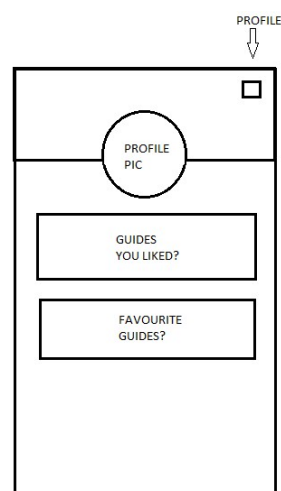 PROFILE
PROFILE
PIC
GUIDES
YOU LIKED?
FAVOURITE
GUIDES?